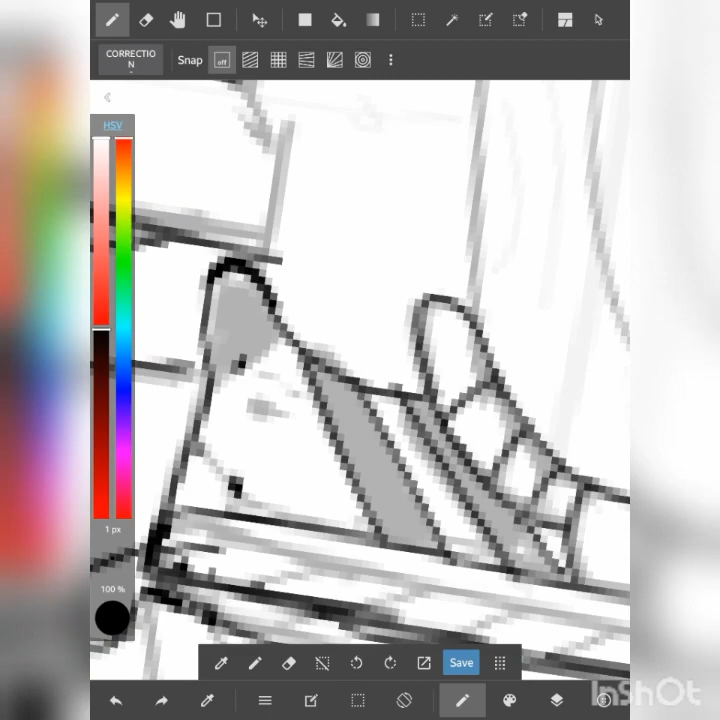 CORRECTIO
N
Snap
off
HSV
1 px
100 %
Save
InShOt